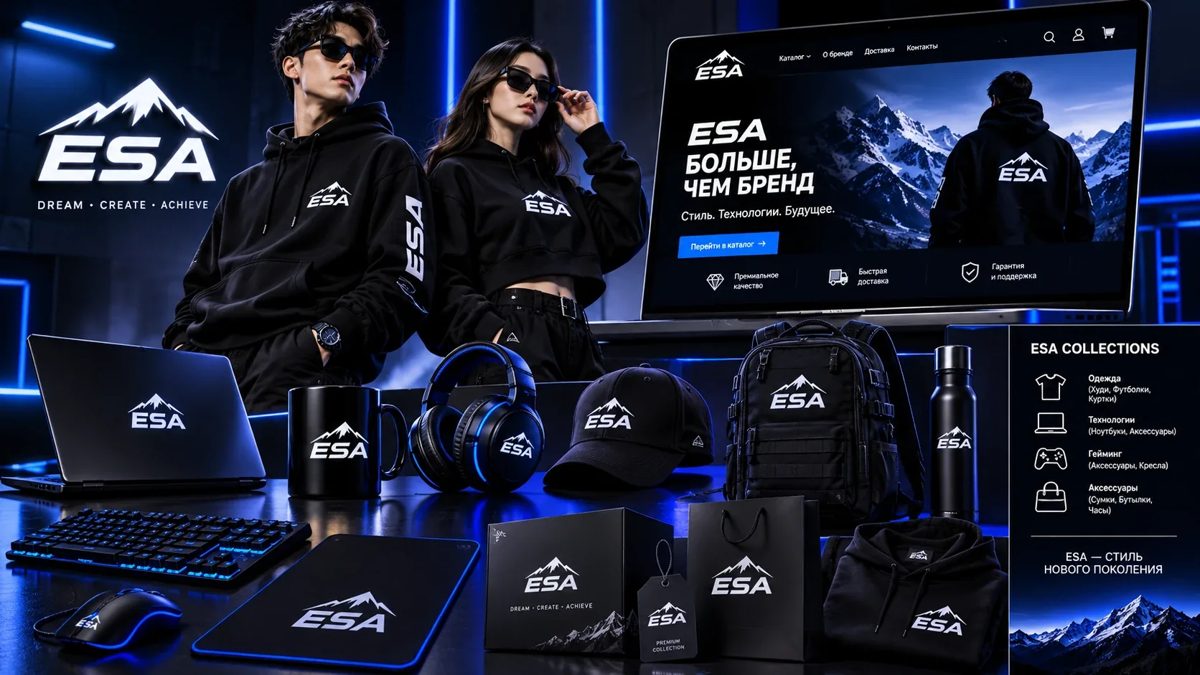 ESA
DREAM • CREATE • ACHIEVE
ESA
ESA
ESA
ESA
Каталог
О бренде
Доставка
Контакты
ESA
БОЛЬШЕ,
ЧЕМ БРЕНД
Стиль. Технологии. Будущее.
Перейти в каталог →
ESA
Премиальное
качество
Быстрая
доставка
Гарантия
и поддержка
ESA
ESA
ESA
ESA
ESA
ESA
ESA
ESA
ESA
DREAM • CREATE • ACHIEVE
ESA
PREMIUM
COLLECTION
ESA
ESA
ESA
ESA COLLECTIONS
Одежда
(Худи, Футболки,
Куртки)
Технологии
(Ноутбуки, Аксессуары)
Гейминг
(Аксессуары, Кресла)
Аксессуары
(Сумки, Бутылки,
Часы)
ESA — СТИЛЬ
НОВОГО ПОКОЛЕНИЯ